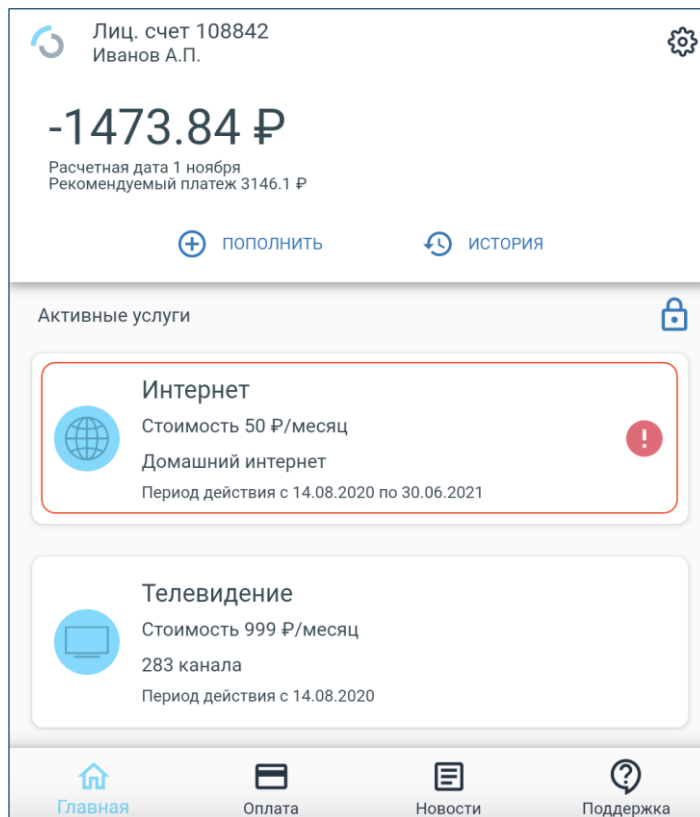 Лиц. счет 108842
Иванов А.П.
-1473.84 ₽
Расчетная дата 1 ноября
Рекомендуемый платеж 3146.1 ₽
ПОПОЛНИТЬ
ИСТОРИЯ
Активные услуги
Интернет
Стоимость 50 ₽/месяц
Домашний интернет
Период действия с 14.08.2020 по 30.06.2021
Телевидение
Стоимость 999 ₽/месяц
283 канала
Период действия с 14.08.2020
Главная
Оплата
Новости
Поддержка